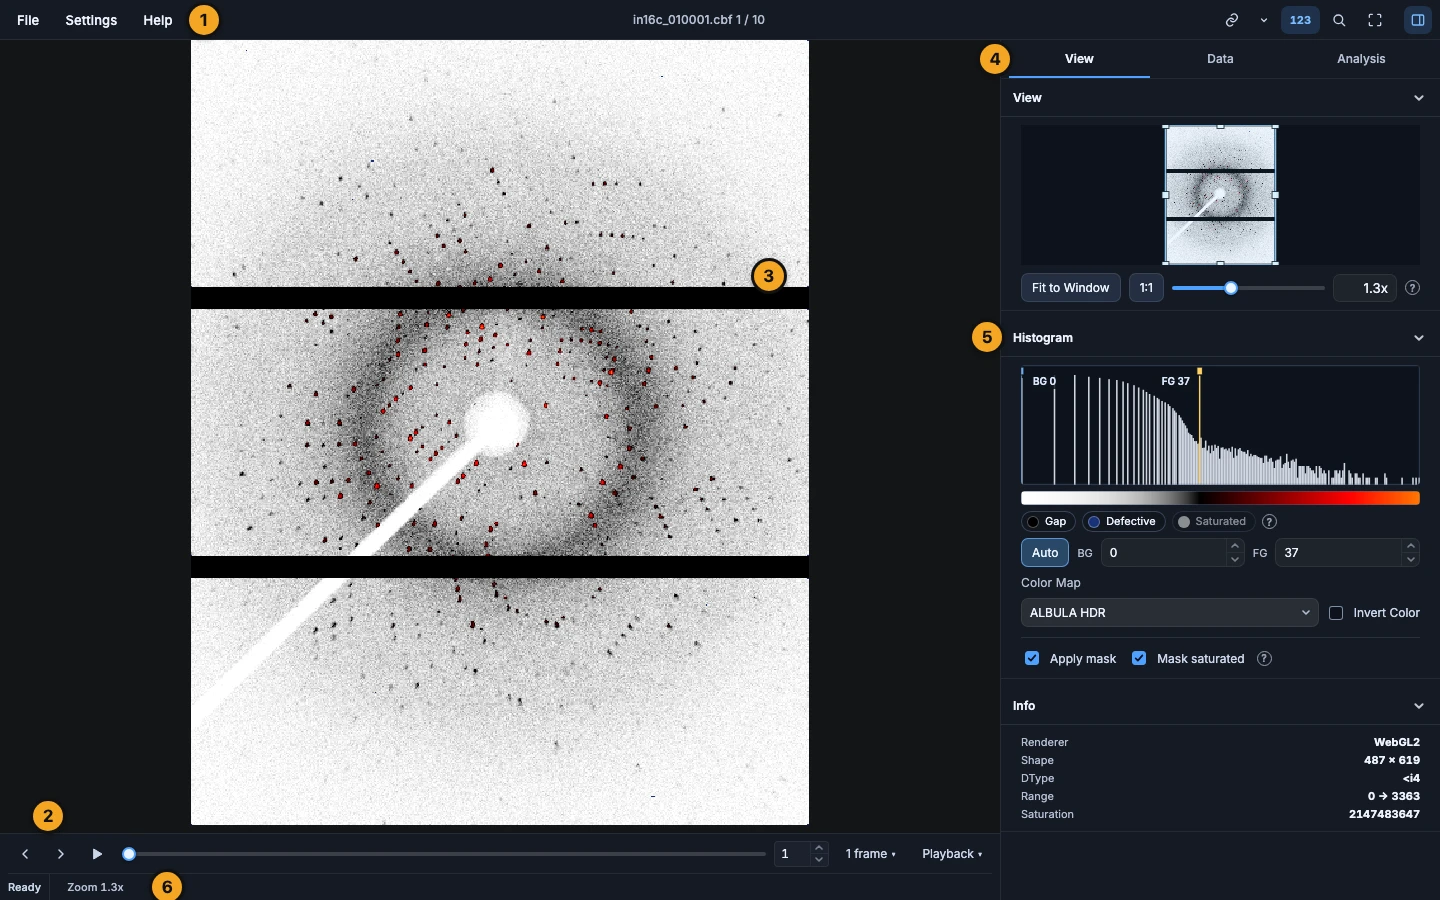 File Settings Help 1 in16c_010001.cbf 1 / 10 123
4 View Data Analysis
View
Fit to Window 1:1 1.3x ?
3
5 Histogram
BG 0 FG 37
Gap Defective Saturated ?
Auto BG 0 FG 37
Color Map
ALBULA HDR Invert Color
Apply mask Mask saturated ?
Info
Renderer WebGL2
Shape 487 × 619
DType <i4
Range 0 → 3363
Saturation 2147483647
2
1 1 frame Playback
Ready Zoom 1.3x 6